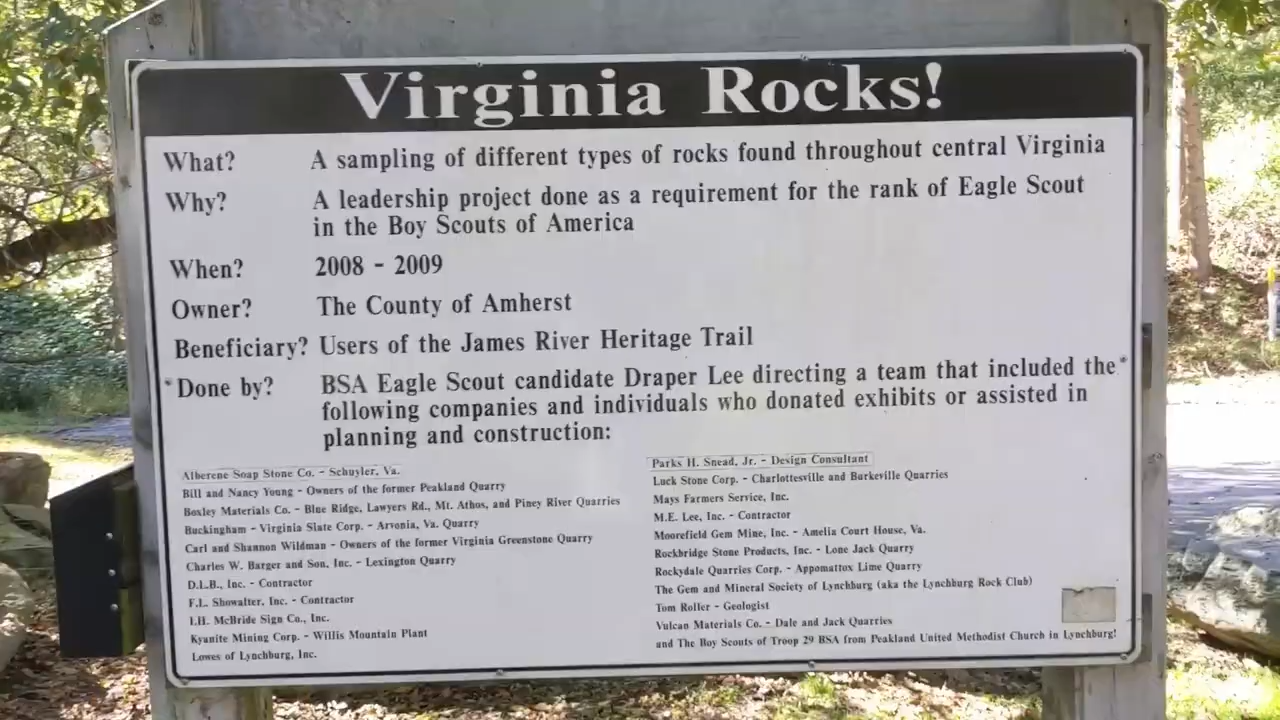 Virginia Rocks!
What? A sampling of different types of rocks found throughout central Virginia
Why? A leadership project done as a requirement for the rank of Eagle Scout
in the Boy Scouts of America
When? 2008 - 2009
Owner? The County of Amherst
Beneficiary? Users of the James River Heritage Trail
*Done by? BSA Eagle Scout candidate Draper Lee directing a team that included the*
following companies and individuals who donated exhibits or assisted in
planning and construction:
Alberene Soap Stone Co. - Schuyler, Va.
Bill and Nancy Young - Owners of the former Peakland Quarry
Boxley Materials Co. - Blue Ridge, Lawyers Rd., Mt. Athos, and Piney River Quarries
Buckingham - Virginia Slate Corp. - Arvonia, Va. Quarry
Carl and Shannon Wildman - Owners of the former Virginia Greenstone Quarry
Charles W. Barger and Son, Inc. - Lexington Quarry
D.L.B., Inc. - Contractor
F.L. Showalter, Inc. - Contractor
I.H. McBride Sign Co., Inc.
Kyanite Mining Corp. - Willis Mountain Plant
Lowes of Lynchburg, Inc.
Parks H. Snead, Jr. - Design Consultant
Luck Stone Corp. - Charlottesville and Burkeville Quarries
Mays Farmers Service, Inc.
M.E. Lee, Inc. - Contractor
Moorefield Gem Mine, Inc. - Amelia Court House, Va.
Rockbridge Stone Products, Inc. - Lone Jack Quarry
Rockydale Quarries Corp. - Appomattox Lime Quarry
The Gem and Mineral Society of Lynchburg (aka the Lynchburg Rock Club)
Tom Roller - Geologist
Vulcan Materials Co. - Dale and Jack Quarries
and The Boy Scouts of Troop 29 BSA from Peakland United Methodist Church in Lynchburg!